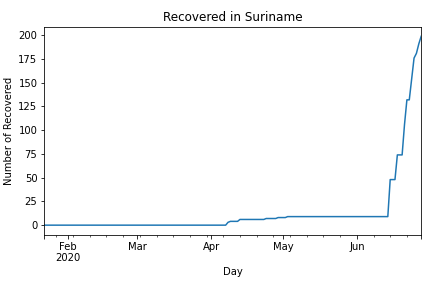 Recovered in Suriname
200
175
150
125
100
75
50
25
0
Number of Recovered
Feb
2020
Mar
Apr
May
Jun
Day